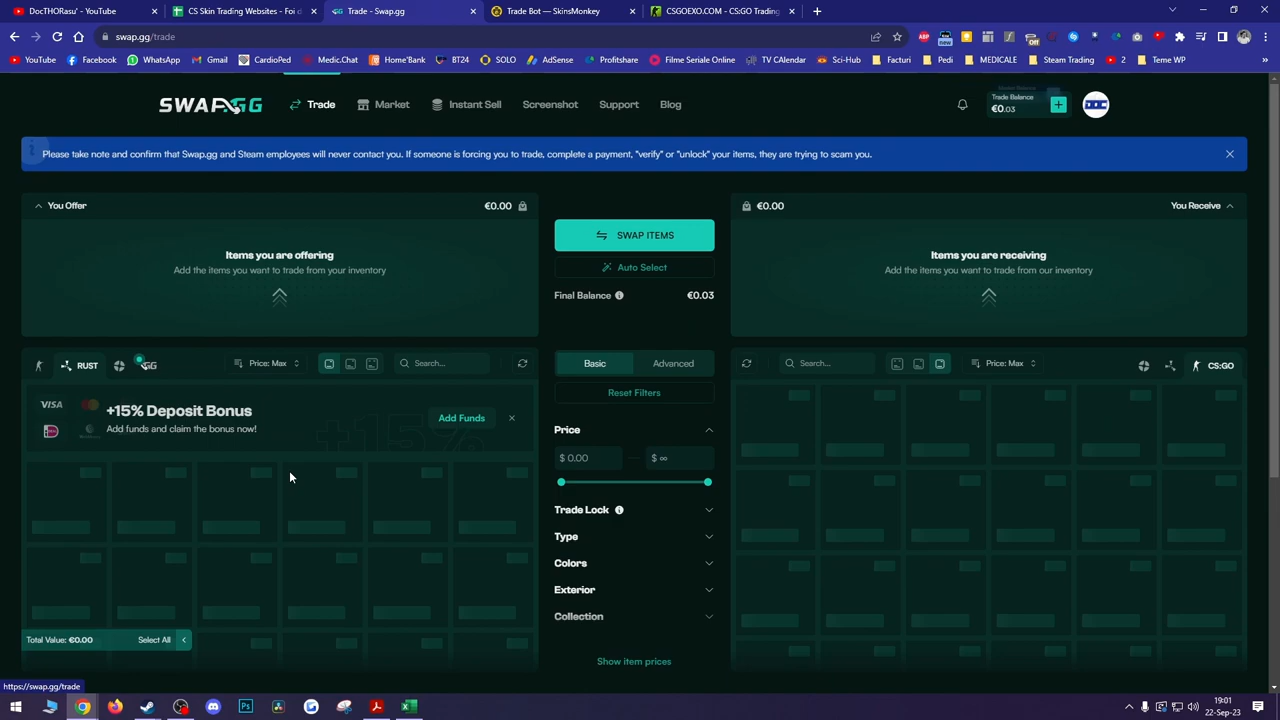 YouTube
CS Skin Trading Websites - Foi d
Trade - Swap.gg
Trade Bot — SkinsMonkey
CSGOEXO.COM - CS:GO Trading
swap.gg/trade
YouTube
Facebook
WhatsApp
Gmail
CardioPed
Home'Bank
BT24
SOLO
AdSense
Profitshare
Filme Seriale Online
TV CAlendar
Sci-Hub
Facturi
Pedi
MEDICALE
Steam Trading
2
Teme WP
SWAP.GG
Trade
Market
Instant Sell
Screenshot
Support
Blog
Trade Balance
€0.03
DOC
Please take note and confirm that Swap.gg and Steam employees will never contact you. If someone is forcing you to trade, complete a payment, "verify" or "unlock" your items, they are trying to scam you.
You Offer
€0.00
€0.00
You Receive
SWAP ITEMS
Auto Select
Final Balance
€0.03
Items you are offering
Add the items you want to trade from your inventory
Items you are receiving
Add the items you want to trade from our inventory
RUST
GG
Price: Max
Search...
Basic
Advanced
Search...
Price: Max
CS:GO
Reset Filters
VISA
+15% Deposit Bonus
Add funds and claim the bonus now!
+15%
Add Funds
Price
$ 0.00
$ ∞
Trade Lock
Type
Colors
Exterior
Collection
Total Value: €0.00
Select All
Show item prices
https://swap.gg/trade
19:01
22-Sep-23